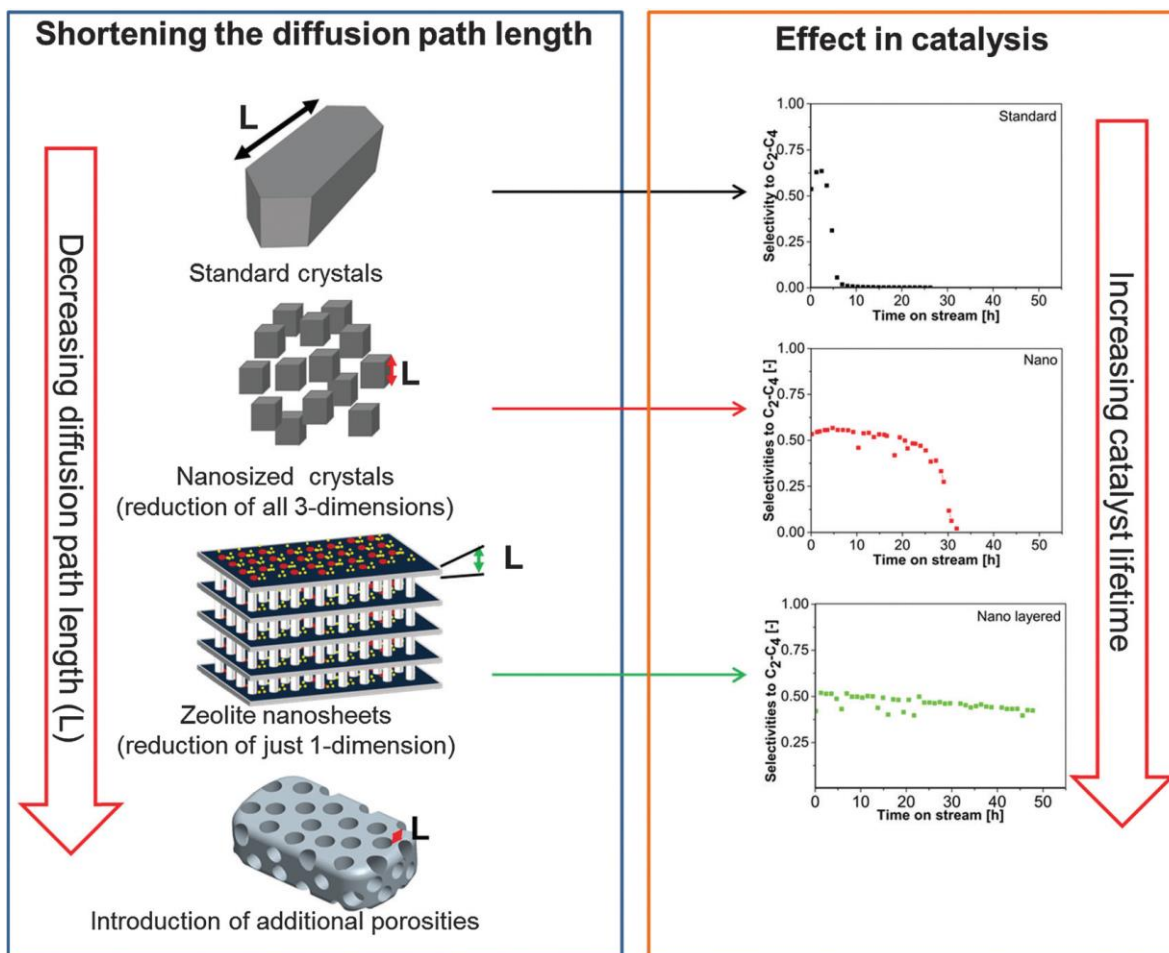 Shortening the diffusion path length
L
Standard crystals
L
Nanosized crystals
(reduction of all 3-dimensions)
L
Zeolite nanosheets
(reduction of just 1-dimension)
L
Introduction of additional porosities
Decreasing diffusion path length (L)
Effect in catalysis
Standard
Selectivity to C₂-C₄
1.00
0.75
0.50
0.25
0.00
0 10 20 30 40 50
Time on stream [h]
Nano
Selectivities to C₂-C₄ [-]
1.00
0.75
0.50
0.25
0.00
0 10 20 30 40 50
Time on stream [h]
Nano layered
Selectivities to C₂-C₄ [-]
1.00
0.75
0.50
0.25
0 10 20 30 40 50
Time on stream [h]
Increasing catalyst lifetime